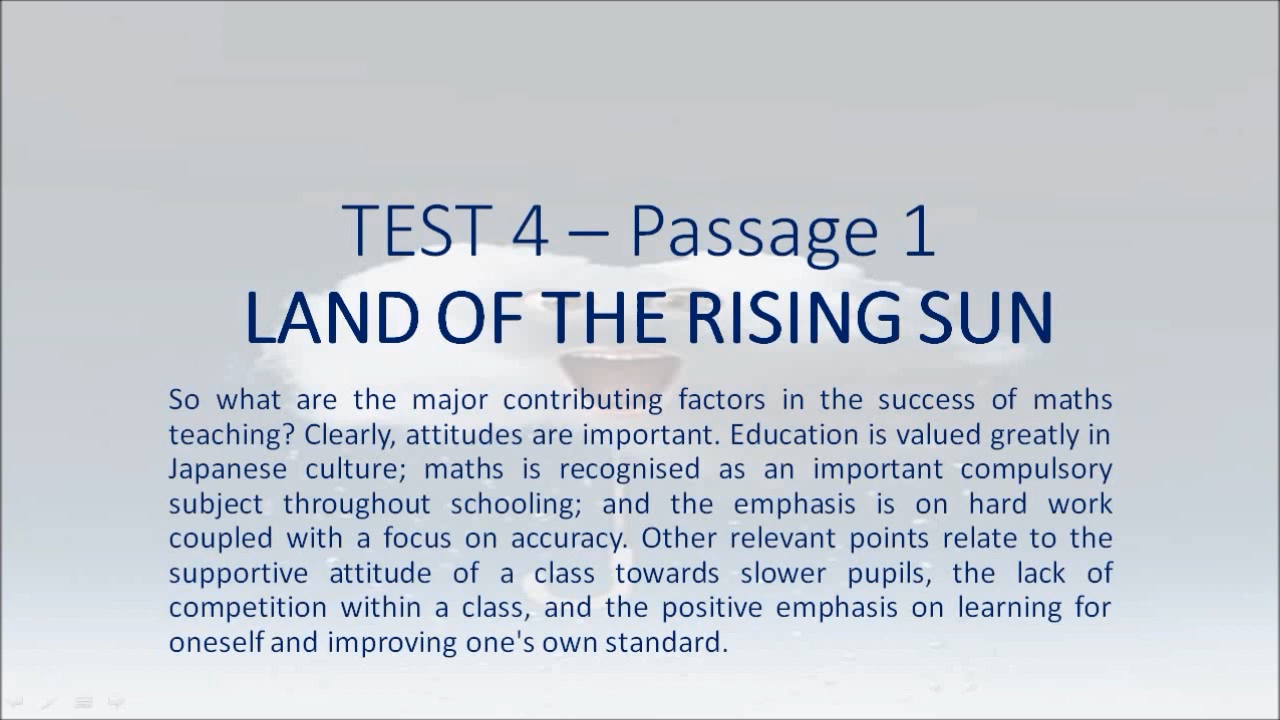 TEST 4 – Passage 1
LAND OF THE RISING SUN
So what are the major contributing factors in the success of maths
teaching? Clearly, attitudes are important. Education is valued greatly in
Japanese culture; maths is recognised as an important compulsory
subject throughout schooling; and the emphasis is on hard work
coupled with a focus on accuracy. Other relevant points relate to the
supportive attitude of a class towards slower pupils, the lack of
competition within a class, and the positive emphasis on learning for
oneself and improving one's own standard.